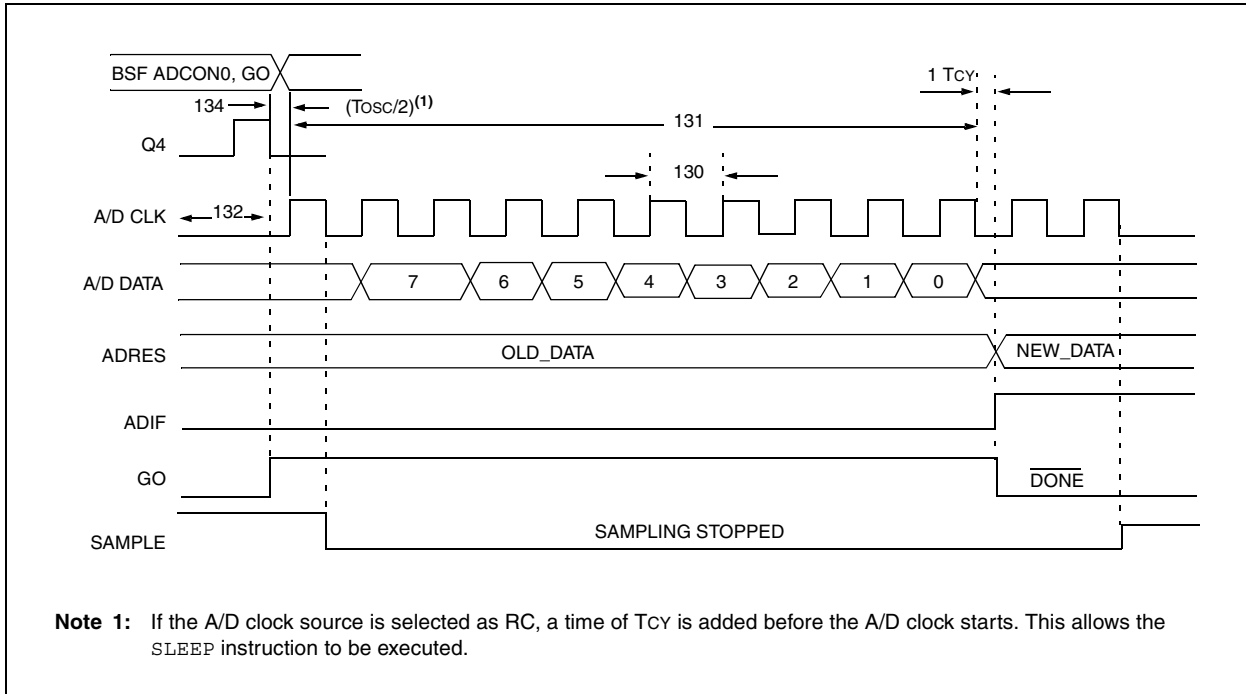 BSF ADCON0, GO
134
(TOSC/2)(1)
1 TCY
131
Q4
130
A/D CLK
132
A/D DATA
7 6 5 4 3 2 1 0
ADRES
OLD_DATA
NEW_DATA
ADIF
GO
DONE
SAMPLE
SAMPLING STOPPED
Note 1: If the A/D clock source is selected as RC, a time of TCY is added before the A/D clock starts. This allows the
SLEEP instruction to be executed.